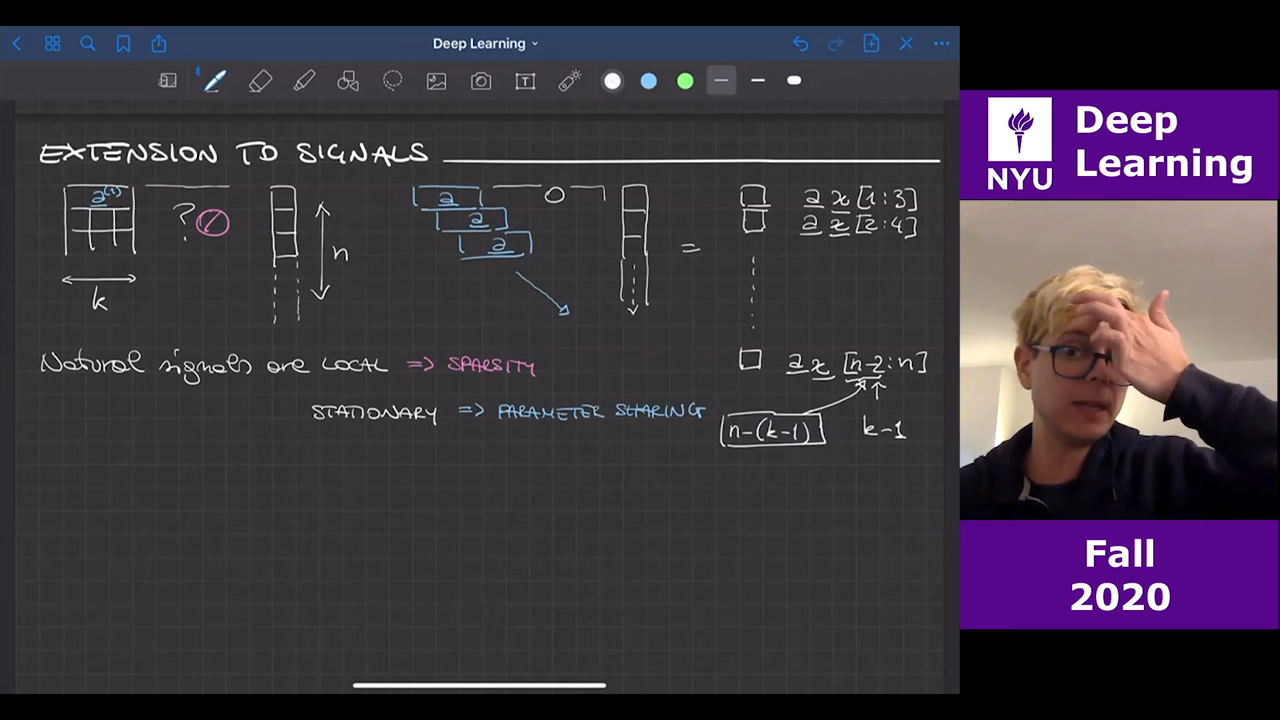 Deep Learning
EXTENSION TO SIGNALS
a(1)
?
k
n
a
a
a
0
=
a x [1:3]
a x [2:4]
a x [n-2:n]
n-(k-1)
k-1
Natural signals are LOCAL => SPARSITY
STATIONARY => PARAMETER SHARING
NYU
Deep
Learning
Fall
2020